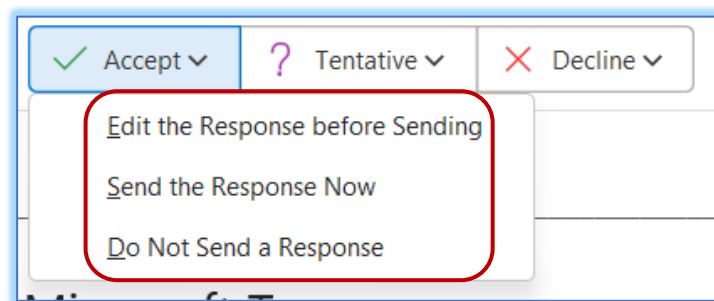 Accept Tentative Decline
Edit the Response before Sending
Send the Response Now
Do Not Send a Response